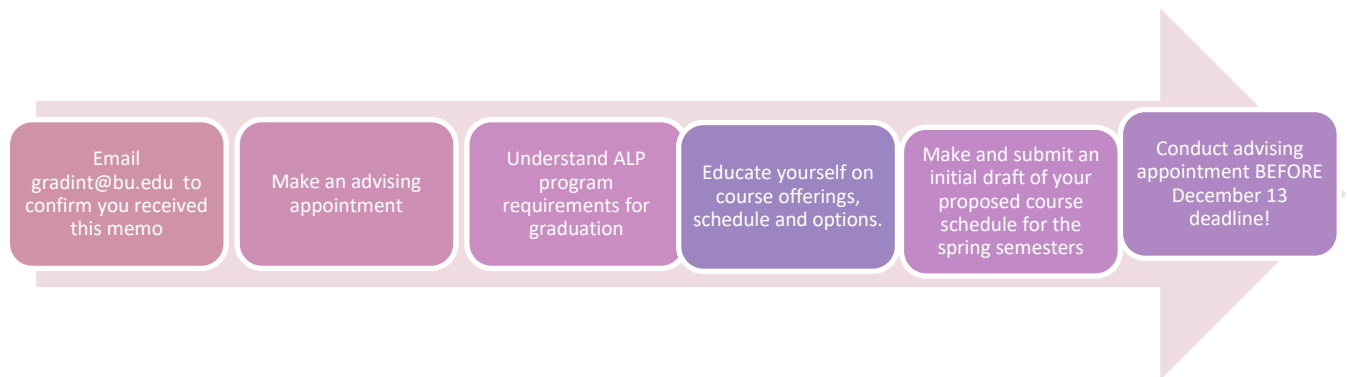 Email
gradint@bu.edu to
confirm you received
this memo
Make an advising
appointment
Understand ALP
program
requirements for
graduation
Educate yourself on
course offerings,
schedule and options.
Make and submit an
initial draft of your
proposed course
schedule for the
spring semesters
Conduct advising
appointment BEFORE
December 13
deadline!